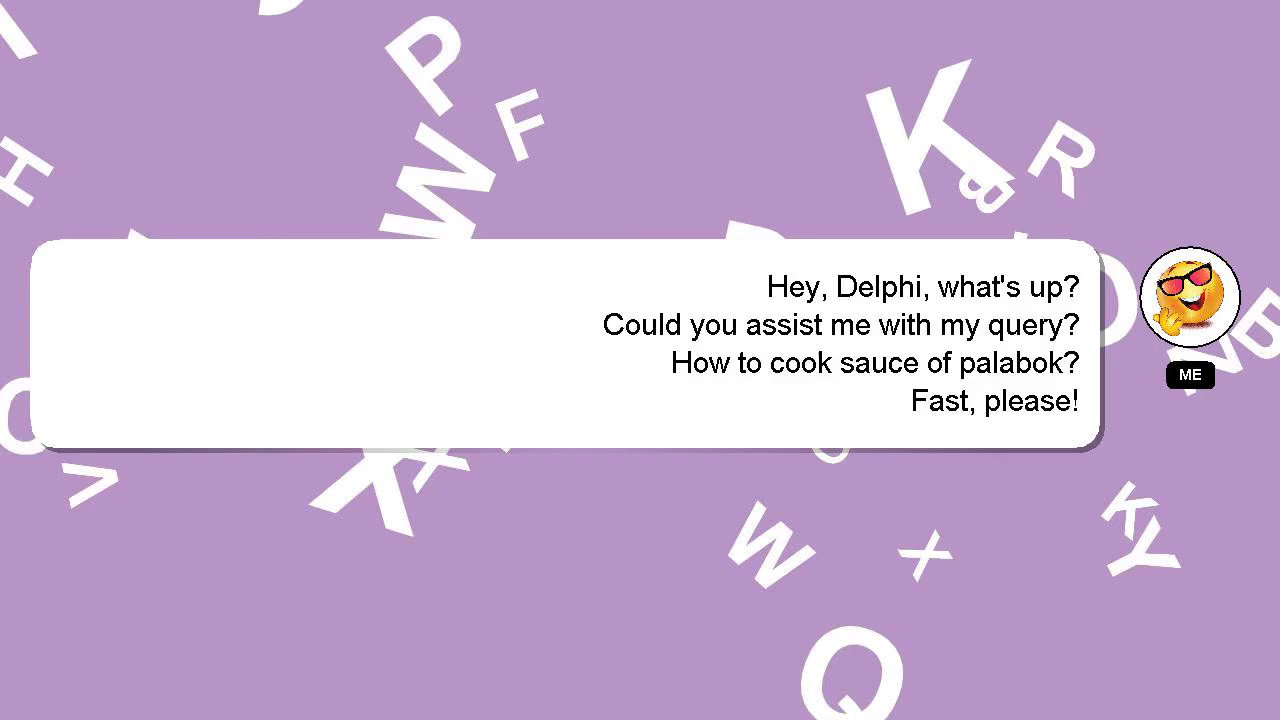 Hey, Delphi, what's up?
Could you assist me with my query?
How to cook sauce of palabok?
Fast, please!
ME